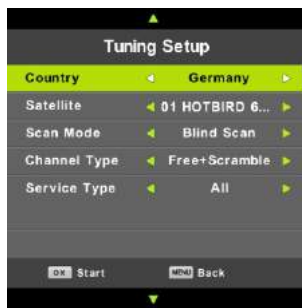 Tuning Setup
Country Germany
Satellite 01 HOTBIRD 6...
Scan Mode Blind Scan
Channel Type Free+Scramble
Service Type All
OK Start MENU Back